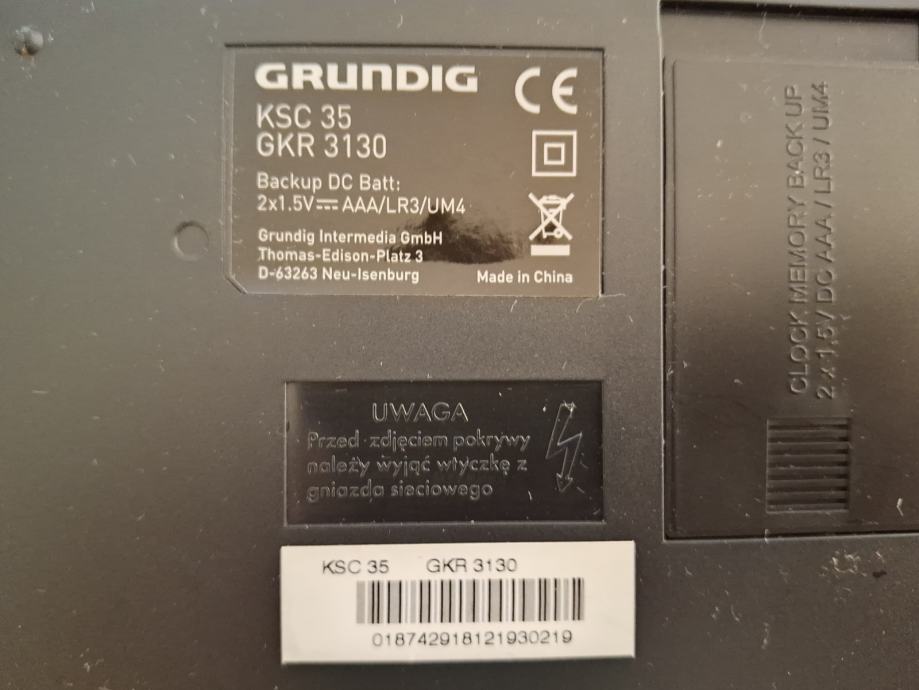 GRUNDIG
CE
KSC 35
GKR 3130
Backup DC Batt:
2x1.5V⎓ AAA/LR3/UM4
Grundig Intermedia GmbH
Thomas-Edison-Platz 3
D-63263 Neu-Isenburg
Made in China
CLOCK MEMORY BACK UP
2 x 1.5V DC AAA / LR3 / UM4
UWAGA
Przed zdjęciem pokrywy
należy wyjąć wtyczkę z
gniazda sieciowego
KSC 35 GKR 3130
018742918121930219